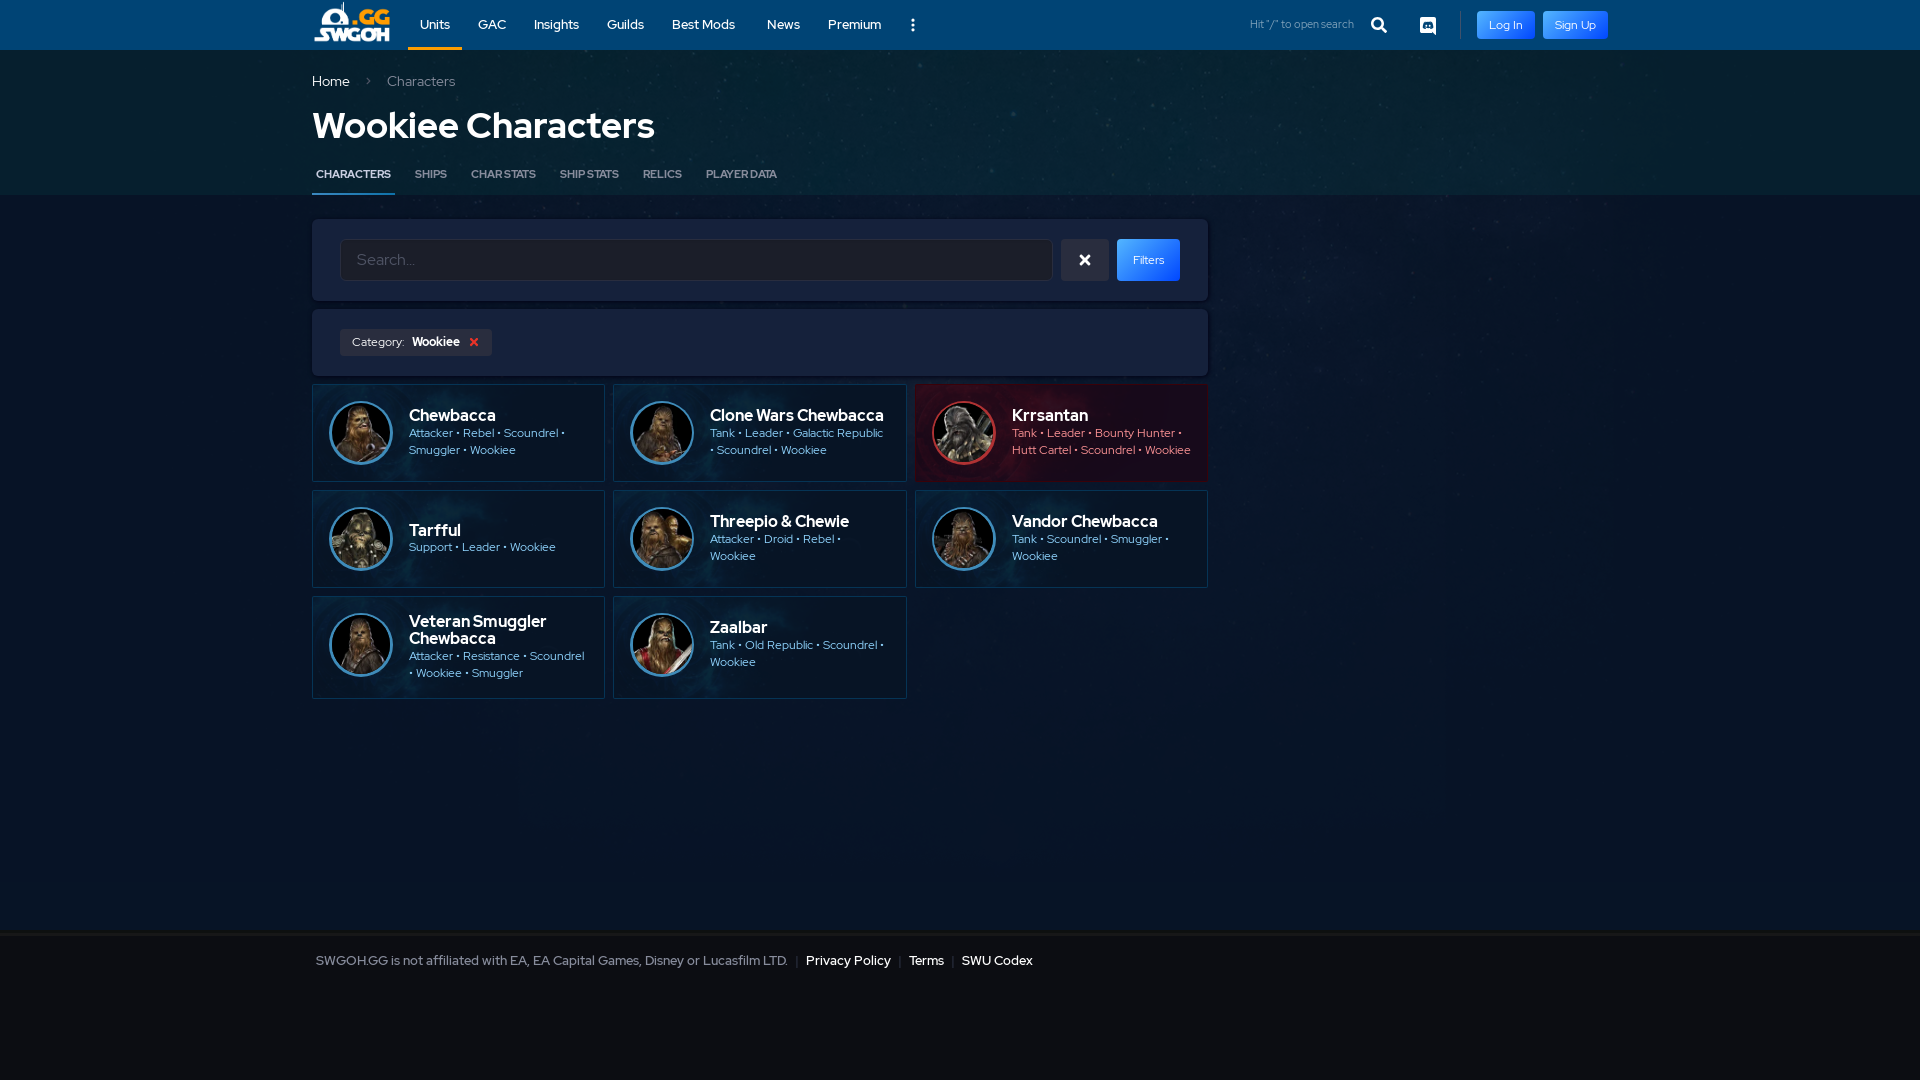 .GG
SWGOH
Units
GAC
Insights
Guilds
Best Mods
News
Premium
Hit "/" to open search
Log In
Sign Up
Home
Characters
Wookiee Characters
CHARACTERS
SHIPS
CHAR STATS
SHIP STATS
RELICS
PLAYER DATA
Search...
Filters
Category: Wookiee
Chewbacca
Attacker • Rebel • Scoundrel •
Smuggler • Wookiee
Clone Wars Chewbacca
Tank • Leader • Galactic Republic
• Scoundrel • Wookiee
Krrsantan
Tank • Leader • Bounty Hunter •
Hutt Cartel • Scoundrel • Wookiee
Tarfful
Support • Leader • Wookiee
Threepio & Chewie
Attacker • Droid • Rebel •
Wookiee
Vandor Chewbacca
Tank • Scoundrel • Smuggler •
Wookiee
Veteran Smuggler
Chewbacca
Attacker • Resistance • Scoundrel
• Wookiee • Smuggler
Zaalbar
Tank • Old Republic • Scoundrel •
Wookiee
SWGOH.GG is not affiliated with EA, EA Capital Games, Disney or Lucasfilm LTD. | Privacy Policy | Terms | SWU Codex